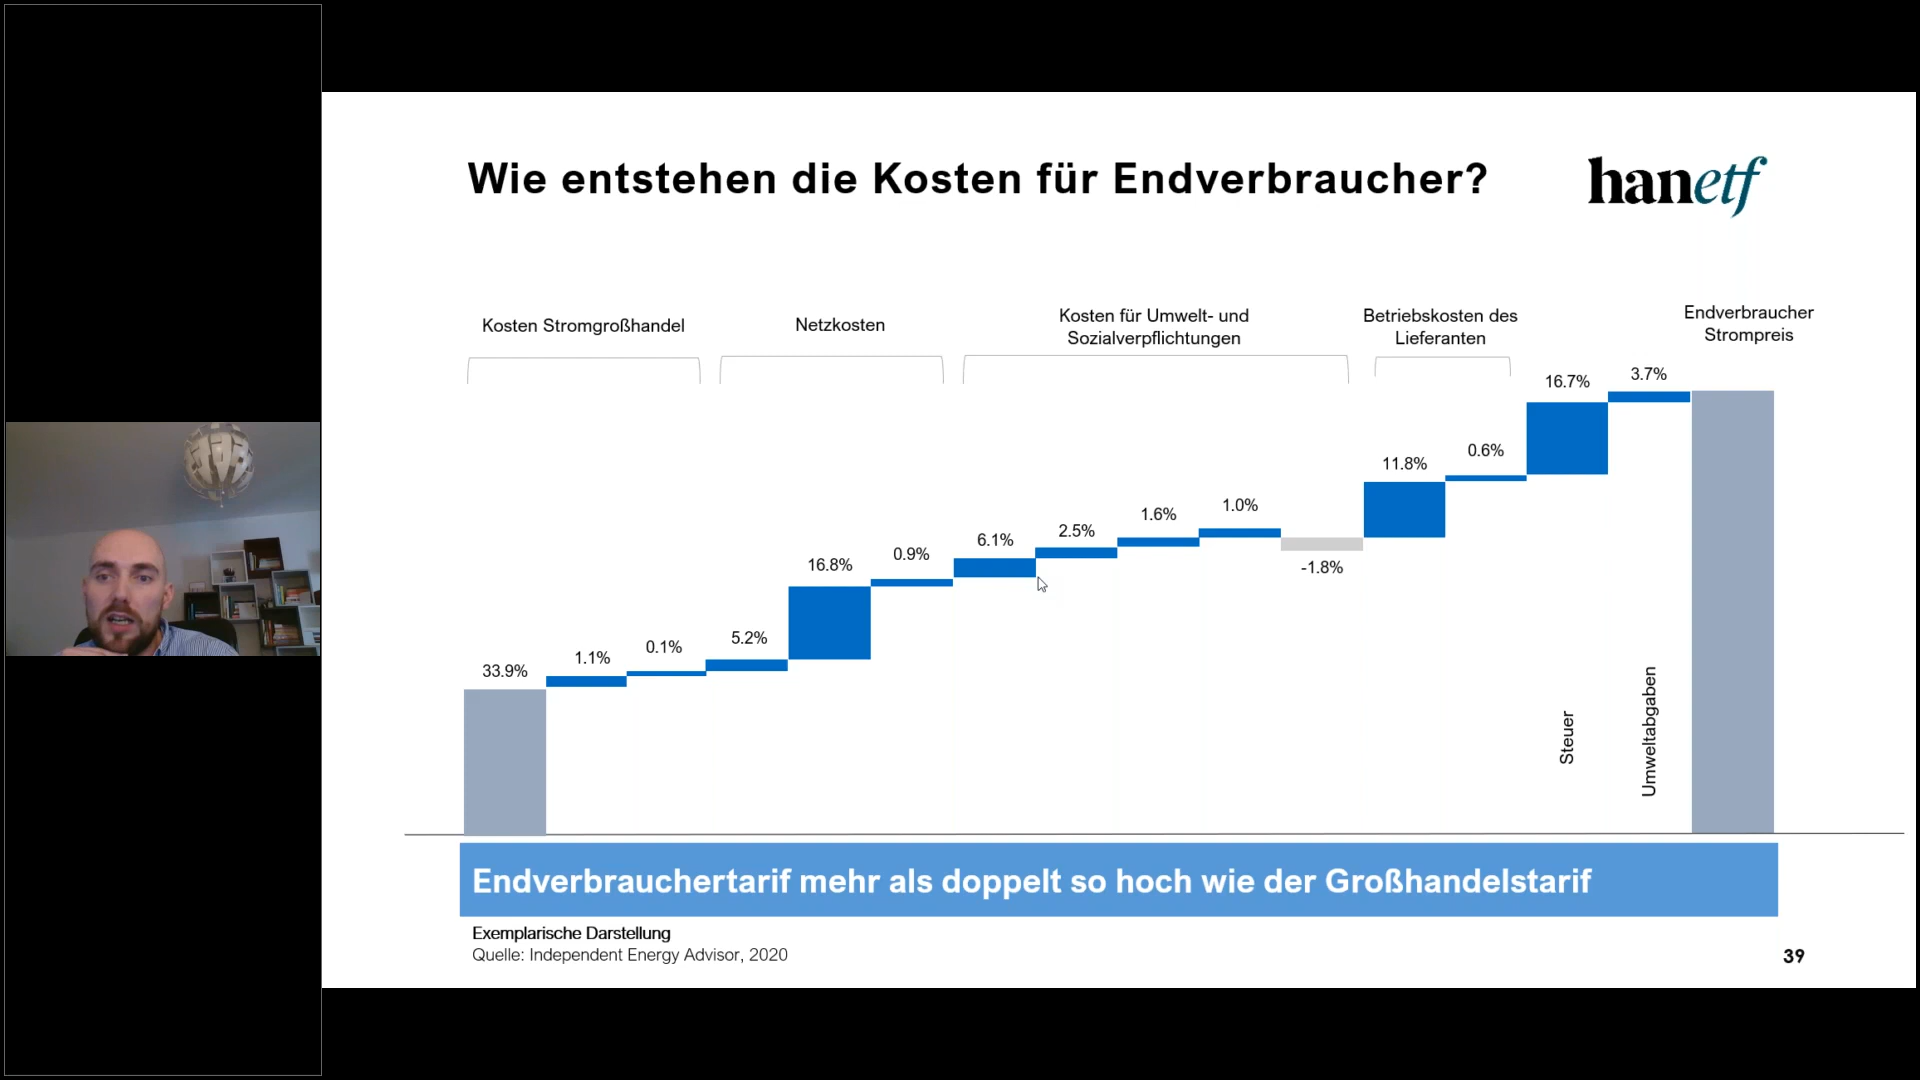 Wie entstehen die Kosten für Endverbraucher?
hanetf
Kosten Stromgroßhandel
Netzkosten
Kosten für Umwelt- und
Sozialverpflichtungen
Betriebskosten des
Lieferanten
Endverbraucher
Strompreis
33.9%
1.1%
0.1%
5.2%
16.8%
0.9%
6.1%
2.5%
1.6%
1.0%
-1.8%
11.8%
0.6%
16.7%
3.7%
Steuer
Umweltabgaben
Endverbrauchertarif mehr als doppelt so hoch wie der Großhandelstarif
Exemplarische Darstellung
Quelle: Independent Energy Advisor, 2020
39